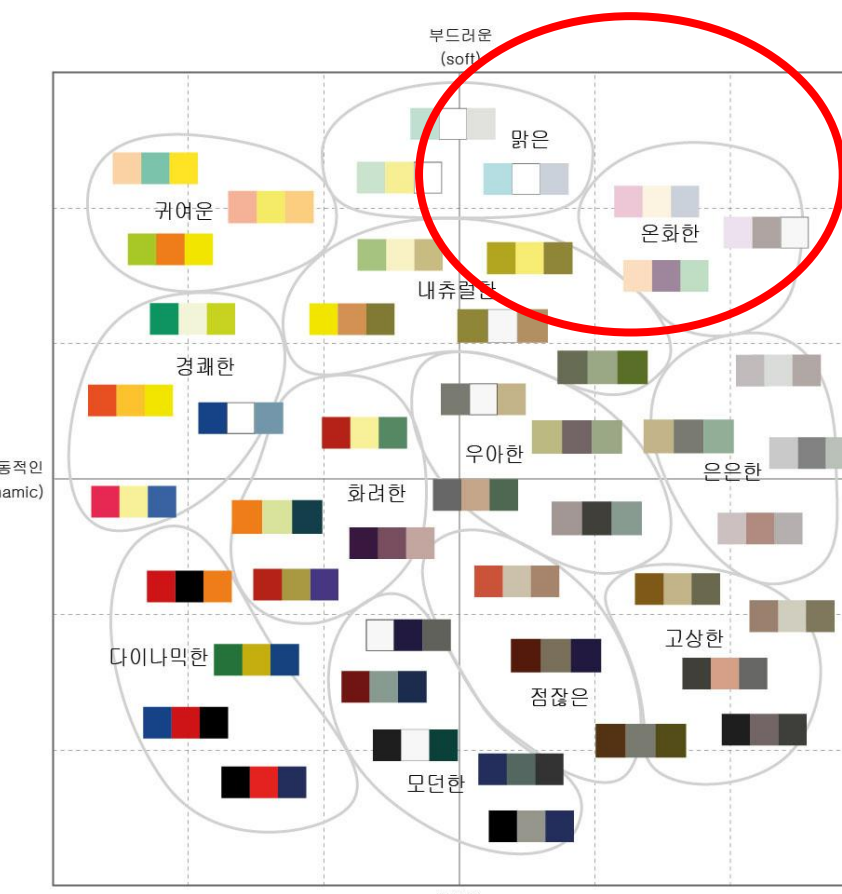 부드러운
(soft)
맑은
귀여운
온화한
내츄럴한
경쾌한
우아한
동적인
은은한
화려한
namic)
고상한
다이나믹한
점잖은
모던한